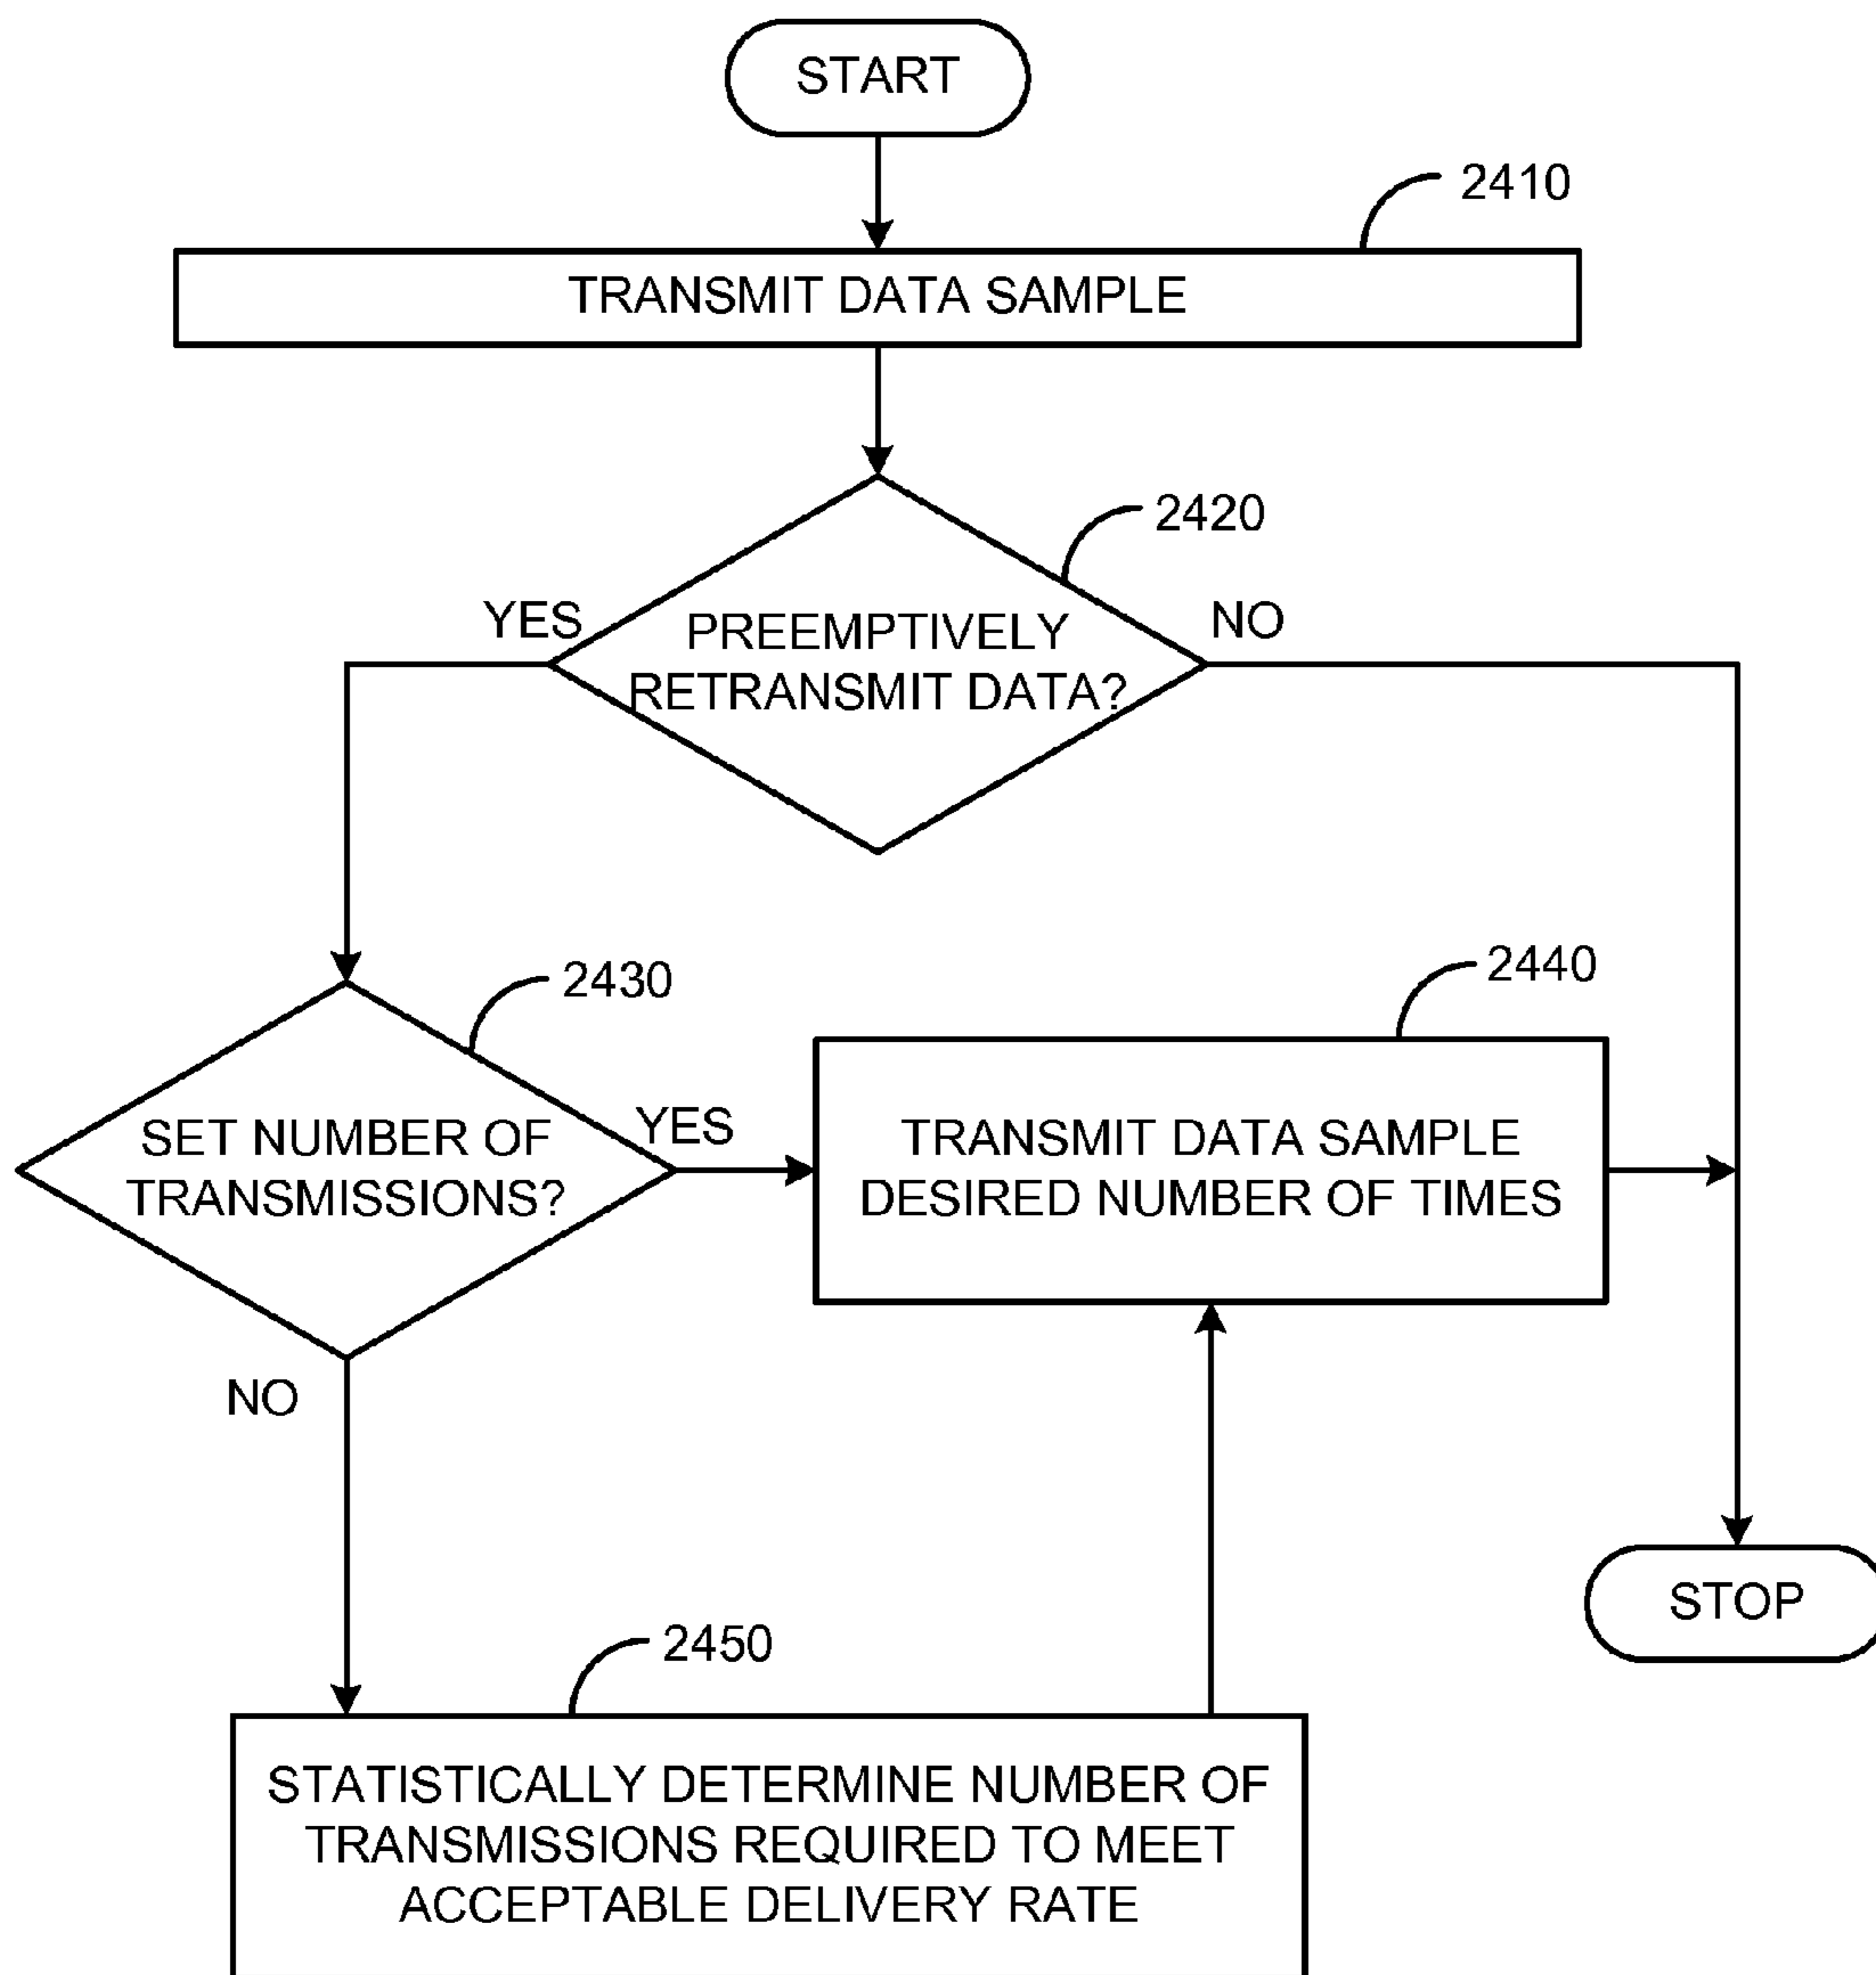 START
2410
TRANSMIT DATA SAMPLE
2420
YES
NO
PREEMPTIVELY
RETRANSMIT DATA?
2430
2440
SET NUMBER OF
TRANSMISSIONS?
YES
TRANSMIT DATA SAMPLE
DESIRED NUMBER OF TIMES
NO
STOP
2450
STATISTICALLY DETERMINE NUMBER OF
TRANSMISSIONS REQUIRED TO MEET
ACCEPTABLE DELIVERY RATE